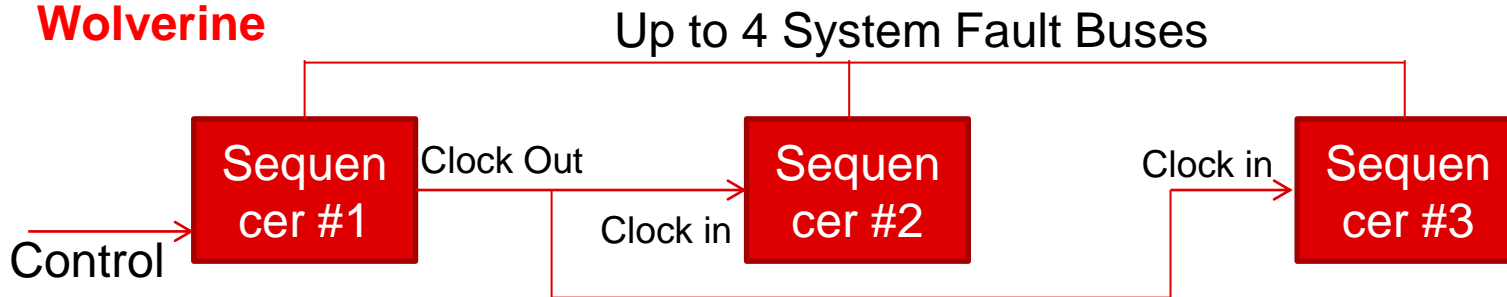 Wolverine
Up to 4 System Fault Buses
Sequen
cer #1
Clock Out
Clock in
Sequen
cer #2
Clock in
Sequen
cer #3
Control